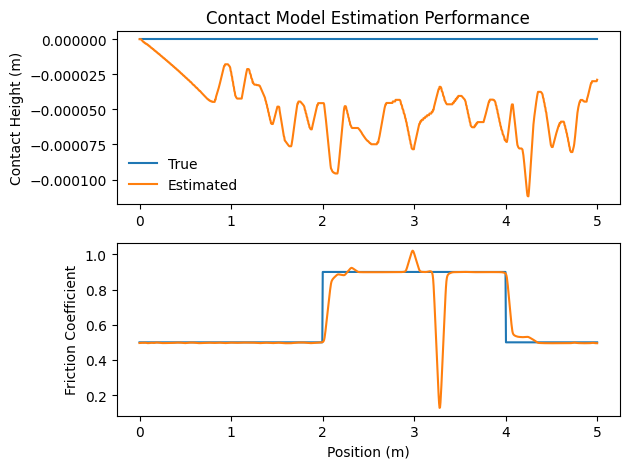 Contact Model Estimation Performance
Contact Height (m)
0.000000
−0.000025
−0.000050
−0.000075
−0.000100
True
Estimated
0 1 2 3 4 5
Friction Coefficient
1.0
0.8
0.6
0.4
0.2
0 1 2 3 4 5
Position (m)